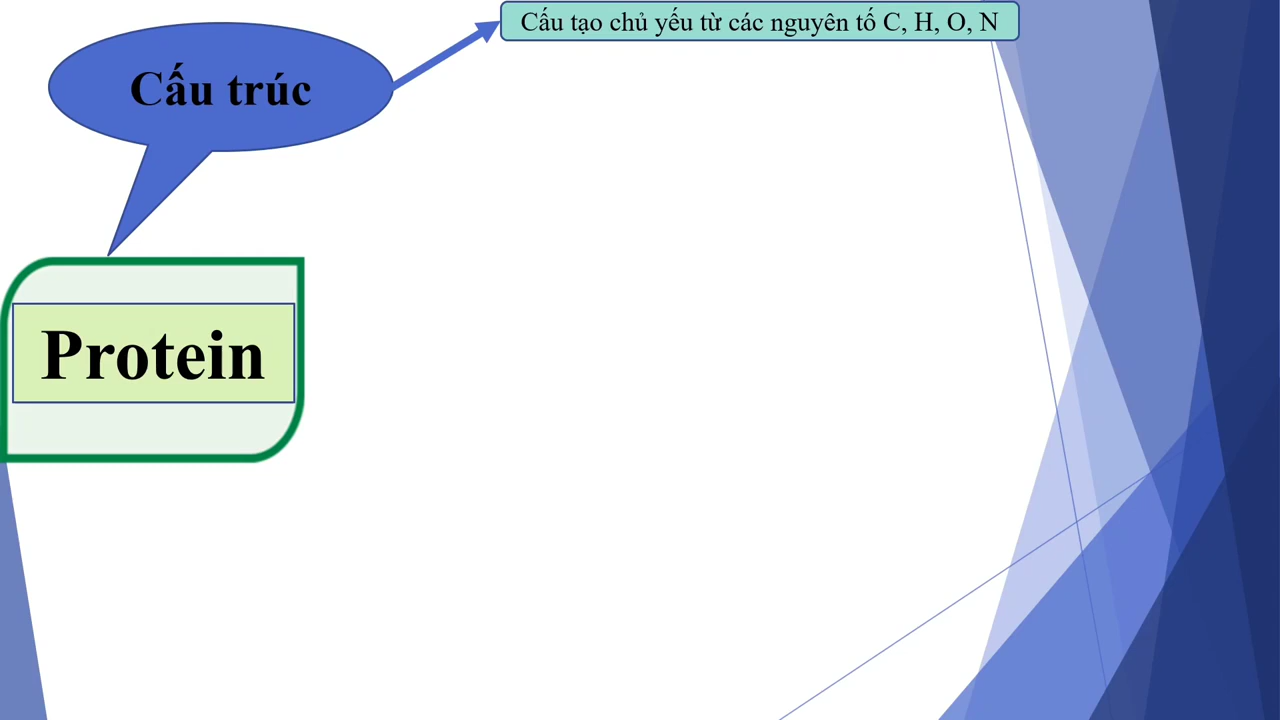 Cấu tạo chủ yếu từ các nguyên tố C, H, O, N
Cấu trúc
Protein